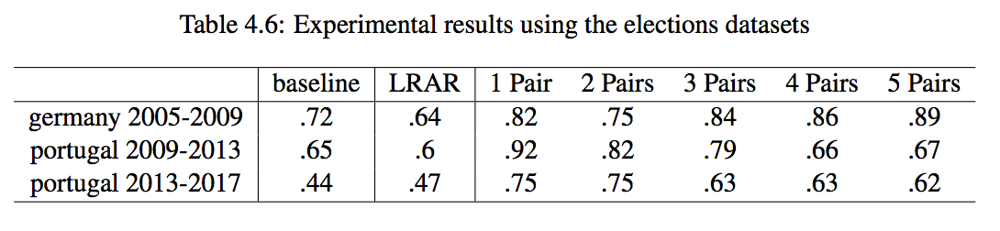 Table 4.6: Experimental results using the elections datasets
baseline LRAR 1 Pair 2 Pairs 3 Pairs 4 Pairs 5 Pairs
germany 2005-2009 .72 .64 .82 .75 .84 .86 .89
portugal 2009-2013 .65 .6 .92 .82 .79 .66 .67
portugal 2013-2017 .44 .47 .75 .75 .63 .63 .62